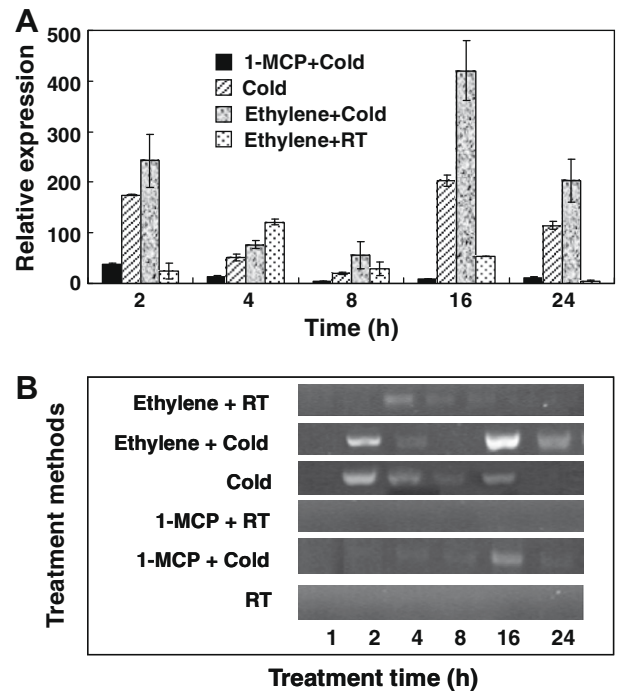 A
500
400
300
200
100
0
Relative expression
1-MCP+Cold
Cold
Ethylene+Cold
Ethylene+RT
2 4 8 16 24
Time (h)
B
Treatment methods
Ethylene + RT
Ethylene + Cold
Cold
1-MCP + RT
1-MCP + Cold
RT
1 2 4 8 16 24
Treatment time (h)